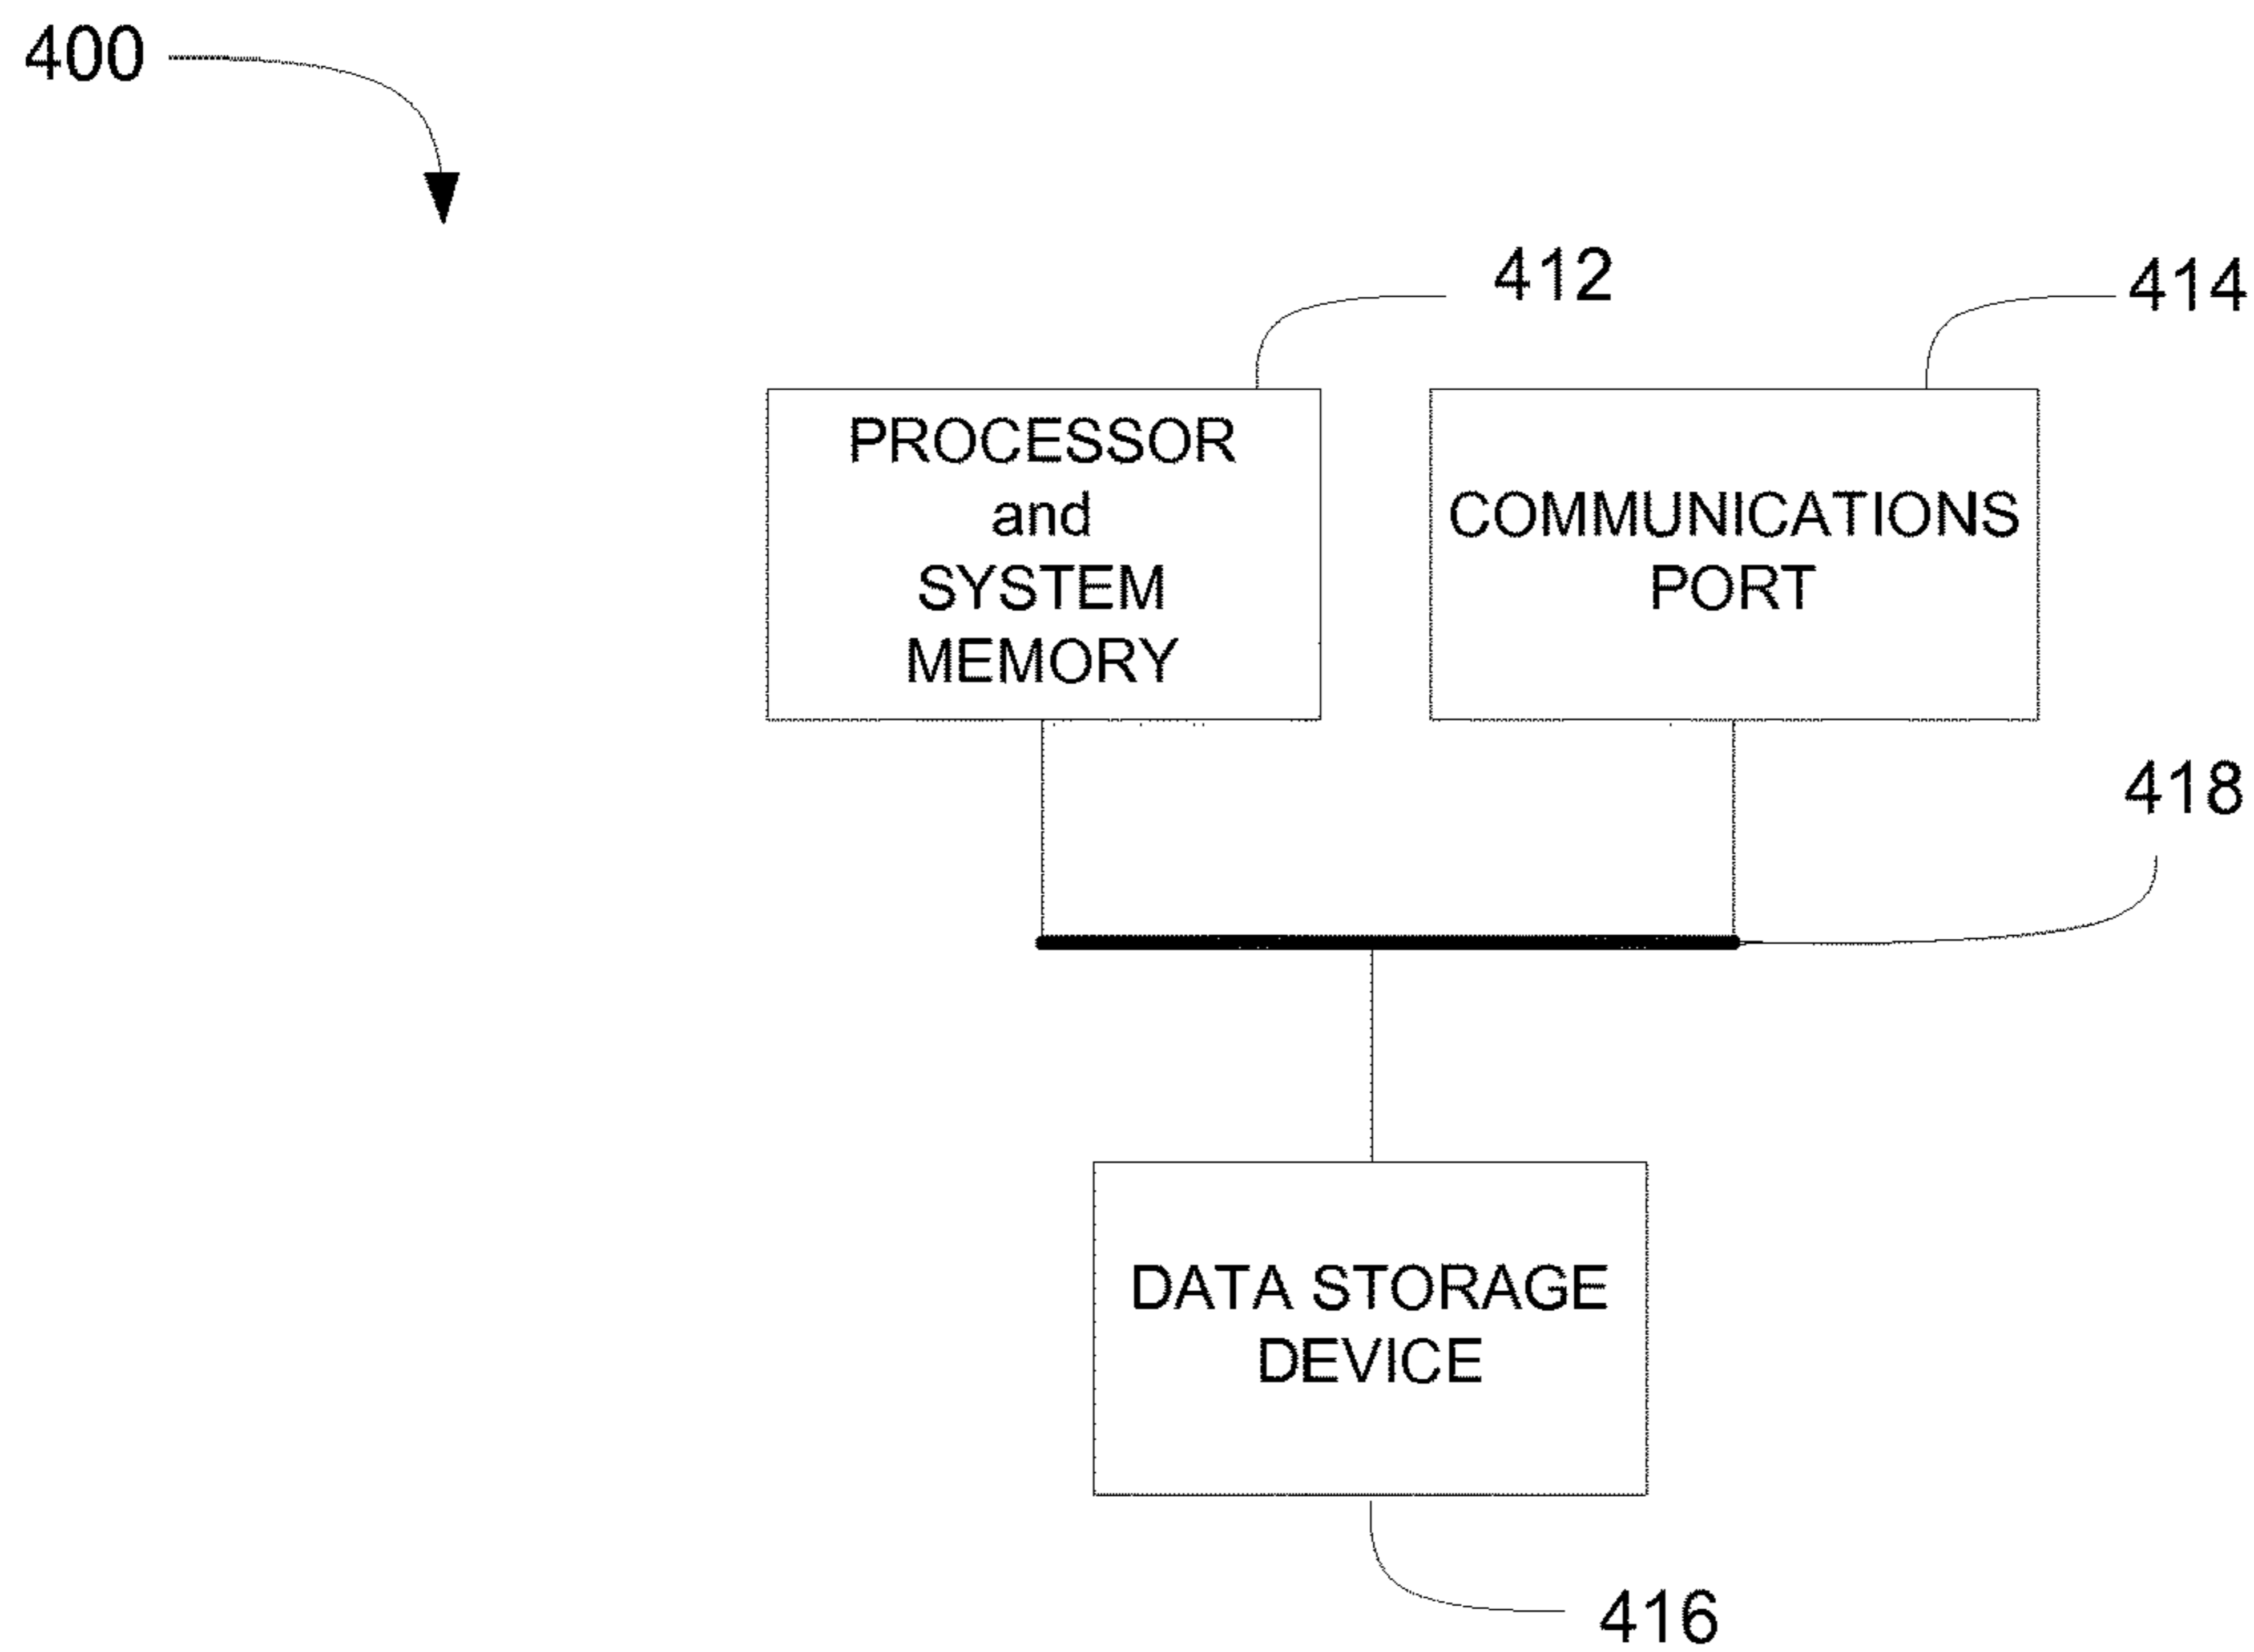 400
412
414
PROCESSOR
and
SYSTEM
MEMORY
COMMUNICATIONS
PORT
418
DATA STORAGE
DEVICE
416